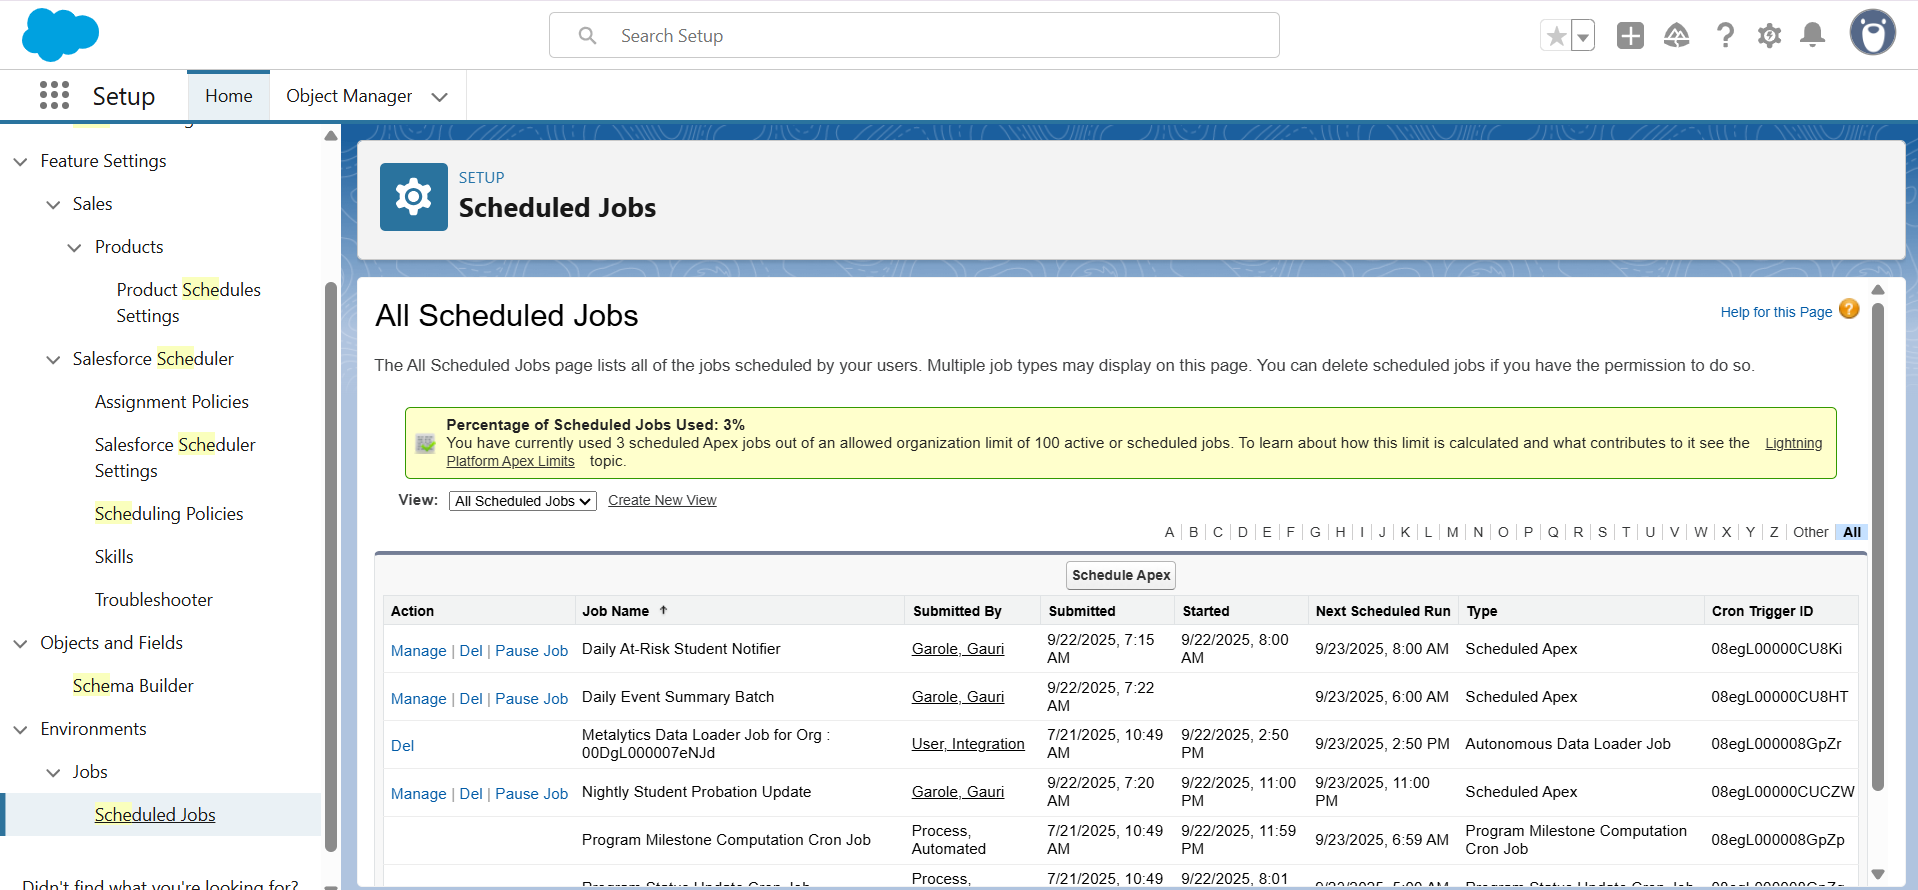 Search Setup
Setup
Home
Object Manager
Feature Settings
Sales
Products
Product Schedules
Settings
Salesforce Scheduler
Assignment Policies
Salesforce Scheduler
Settings
Scheduling Policies
Skills
Troubleshooter
Objects and Fields
Schema Builder
Environments
Jobs
Scheduled Jobs
Didn't find what you're looking for?
SETUP
Scheduled Jobs
All Scheduled Jobs
Help for this Page
The All Scheduled Jobs page lists all of the jobs scheduled by your users. Multiple job types may display on this page. You can delete scheduled jobs if you have the permission to do so.
Percentage of Scheduled Jobs Used: 3%
You have currently used 3 scheduled Apex jobs out of an allowed organization limit of 100 active or scheduled jobs. To learn about how this limit is calculated and what contributes to it see the Lightning
Platform Apex Limits topic.
View: All Scheduled Jobs Create New View
A | B | C | D | E | F | G | H | I | J | K | L | M | N | O | P | Q | R | S | T | U | V | W | X | Y | Z | Other | All
Schedule Apex
Action Job Name Submitted By Submitted Started Next Scheduled Run Type Cron Trigger ID
Manage | Del | Pause Job Daily At-Risk Student Notifier Garole, Gauri 9/22/2025, 7:15 AM 9/22/2025, 8:00 AM 9/23/2025, 8:00 AM Scheduled Apex 08egL00000CU8Ki
Manage | Del | Pause Job Daily Event Summary Batch Garole, Gauri 9/22/2025, 7:22 AM 9/23/2025, 6:00 AM Scheduled Apex 08egL00000CU8HT
Del Metalytics Data Loader Job for Org : 00DgL000007eNJd User, Integration 7/21/2025, 10:49 AM 9/22/2025, 2:50 PM 9/23/2025, 2:50 PM Autonomous Data Loader Job 08egL000008GpZr
Manage | Del | Pause Job Nightly Student Probation Update Garole, Gauri 9/22/2025, 7:20 AM 9/22/2025, 11:00 PM 9/23/2025, 11:00 PM Scheduled Apex 08egL00000CUCZW
Program Milestone Computation Cron Job Process, Automated 7/21/2025, 10:49 AM 9/22/2025, 11:59 PM 9/23/2025, 6:59 AM Program Milestone Computation Cron Job 08egL000008GpZp
Program Status Update Cron Job Process, 7/21/2025, 10:49 9/22/2025, 8:01